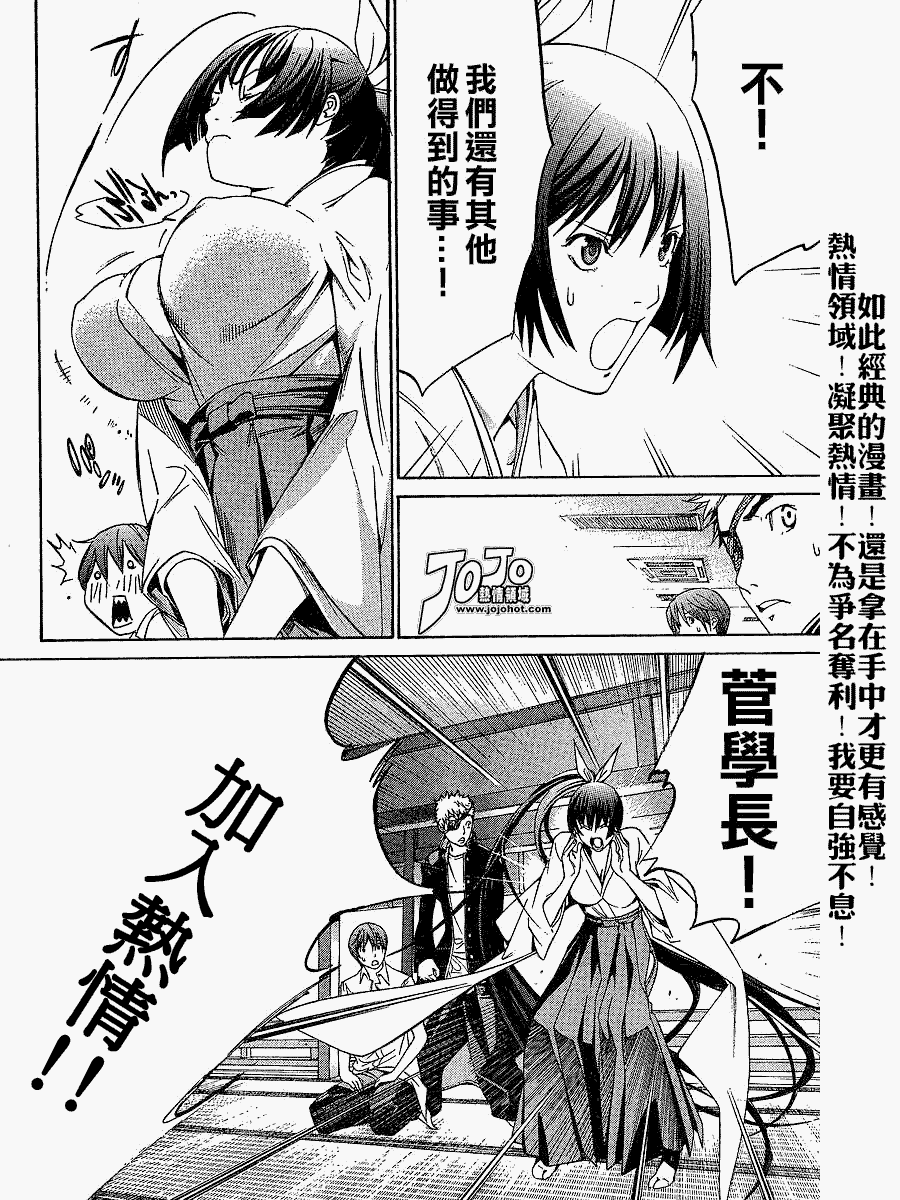 不！
我們還有其他
做得到的事…！
す
JOJO
熱情領域
www.jojohot.com
菅學長！
加入熱情！！
如此經典的漫畫！還是拿在手中才更有感覺！
熱情領域！凝聚熱情！不為爭名奪利！我要自強不息！